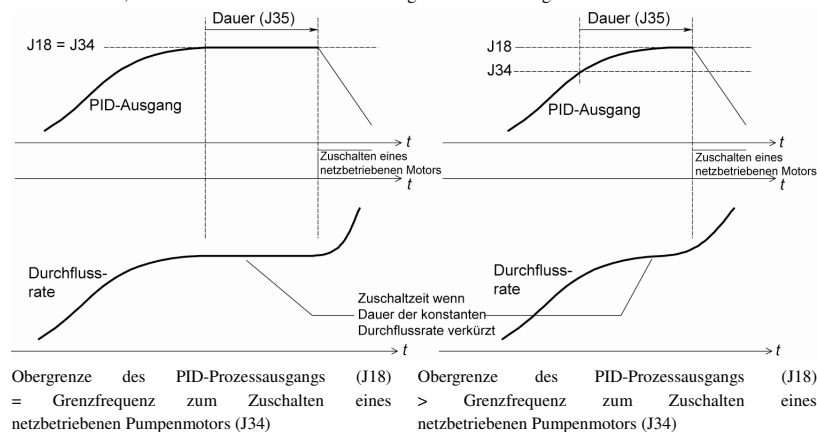 Dauer (J35)
J18 = J34
PID-Ausgang
t
Zuschalten eines
netzbetriebenen Motors
t
Durchfluss-
rate
t
Dauer (J35)
J18
J34
PID-Ausgang
t
Zuschalten eines
netzbetriebenen Motors
t
Durchfluss-
rate
t
Zuschaltzeit wenn
Dauer der konstanten
Durchflussrate verkürzt
Obergrenze des PID-Prozessausgangs (J18)
= Grenzfrequenz zum Zuschalten eines
netzbetriebenen Pumpenmotors (J34)
Obergrenze des PID-Prozessausgangs (J18)
> Grenzfrequenz zum Zuschalten eines
netzbetriebenen Pumpenmotors (J34)